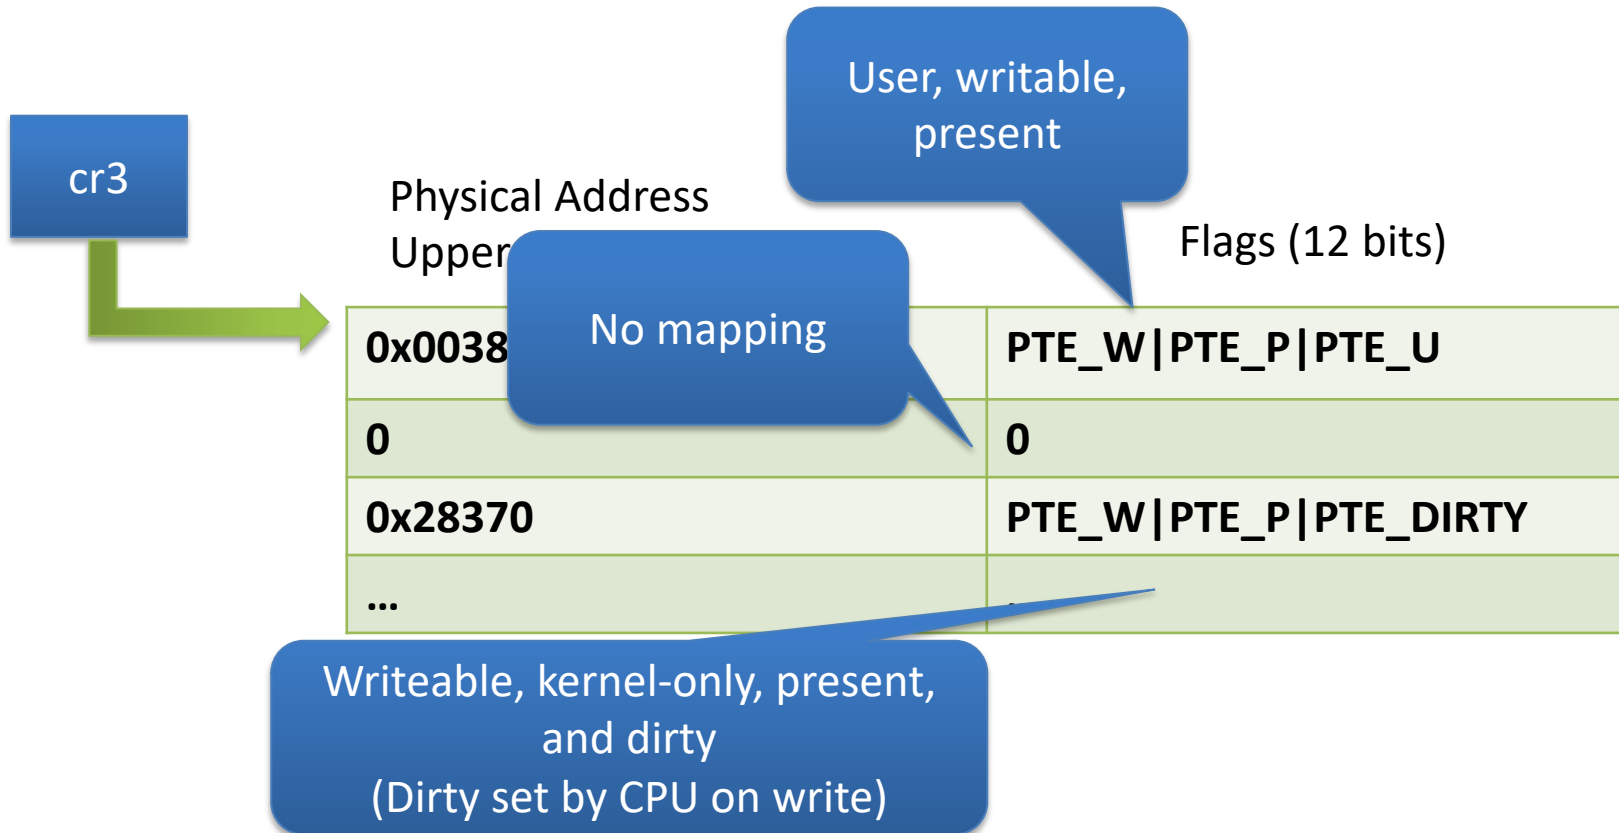 User, writable,
present
cr3
Physical Address
Upper
Flags (12 bits)
No mapping
0x0038
PTE_W|PTE_P|PTE_U
0
0
0x28370
PTE_W|PTE_P|PTE_DIRTY
…
Writeable, kernel-only, present,
and dirty
(Dirty set by CPU on write)